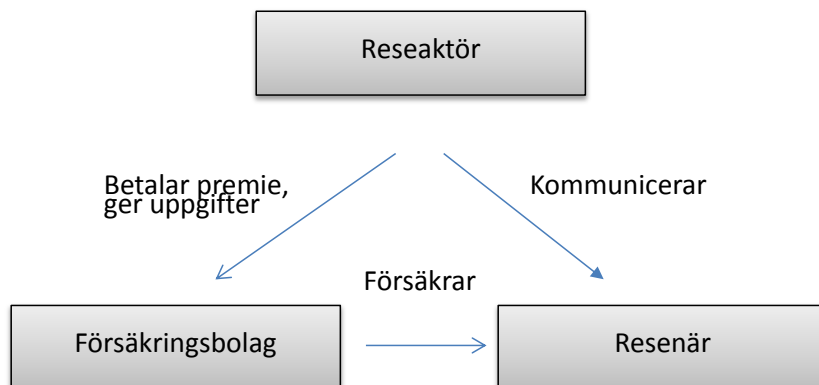 Reseaktör
Betalar premie,
ger uppgifter
Kommunicerar
Försäkrar
Försäkringsbolag
Resenär